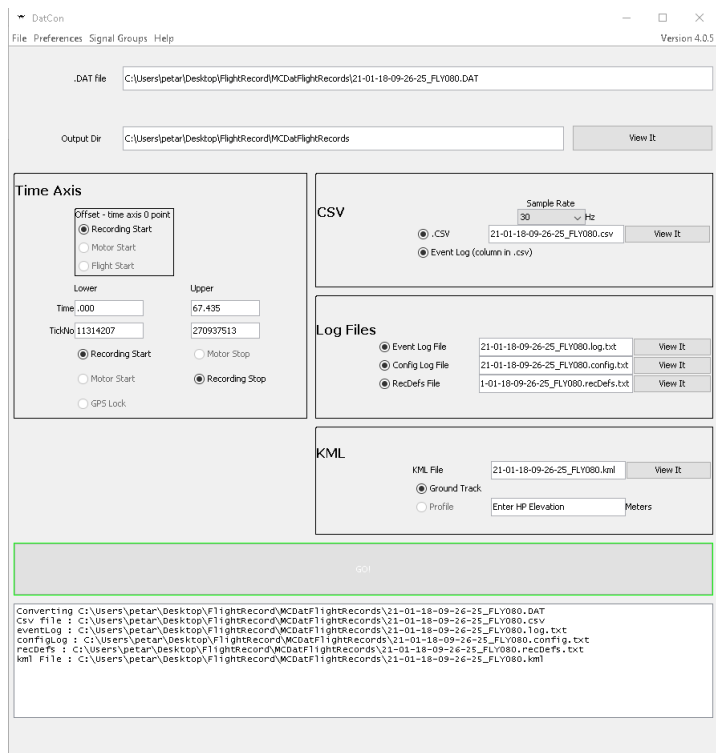 DatCon
File Preferences Signal Groups Help Version 4.0.5
.DAT file C:\Users\petar\Desktop\FlightRecord\MCDatFlightRecords\21-01-18-09-26-25_FLY080.DAT
Output Dir C:\Users\petar\Desktop\FlightRecord\MCDatFlightRecords View It
Time Axis
Offset - time axis 0 point
Recording Start
Motor Start
Flight Start
Lower Upper
Time .000 67.435
TickNo 11314207 270937513
Recording Start Motor Stop
Motor Start Recording Stop
GPS Lock
CSV
Sample Rate
30 Hz
.CSV 21-01-18-09-26-25_FLY080.csv View It
Event Log (column in .csv)
Log Files
Event Log File 21-01-18-09-26-25_FLY080.log.txt View It
Config Log File 21-01-18-09-26-25_FLY080.config.txt View It
RecDefs File 1-01-18-09-26-25_FLY080.recDefs.txt View It
KML
KML File 21-01-18-09-26-25_FLY080.kml View It
Ground Track
Profile Enter HP Elevation Meters
GO!
Converting C:\Users\petar\Desktop\FlightRecord\MCDatFlightRecords\21-01-18-09-26-25_FLY080.DAT
Csv file : C:\Users\petar\Desktop\FlightRecord\MCDatFlightRecords\21-01-18-09-26-25_FLY080.csv
eventLog : C:\Users\petar\Desktop\FlightRecord\MCDatFlightRecords\21-01-18-09-26-25_FLY080.log.txt
configLog : C:\Users\petar\Desktop\FlightRecord\MCDatFlightRecords\21-01-18-09-26-25_FLY080.config.txt
recDefs : C:\Users\petar\Desktop\FlightRecord\MCDatFlightRecords\21-01-18-09-26-25_FLY080.recDefs.txt
kml File : C:\Users\petar\Desktop\FlightRecord\MCDatFlightRecords\21-01-18-09-26-25_FLY080.kml